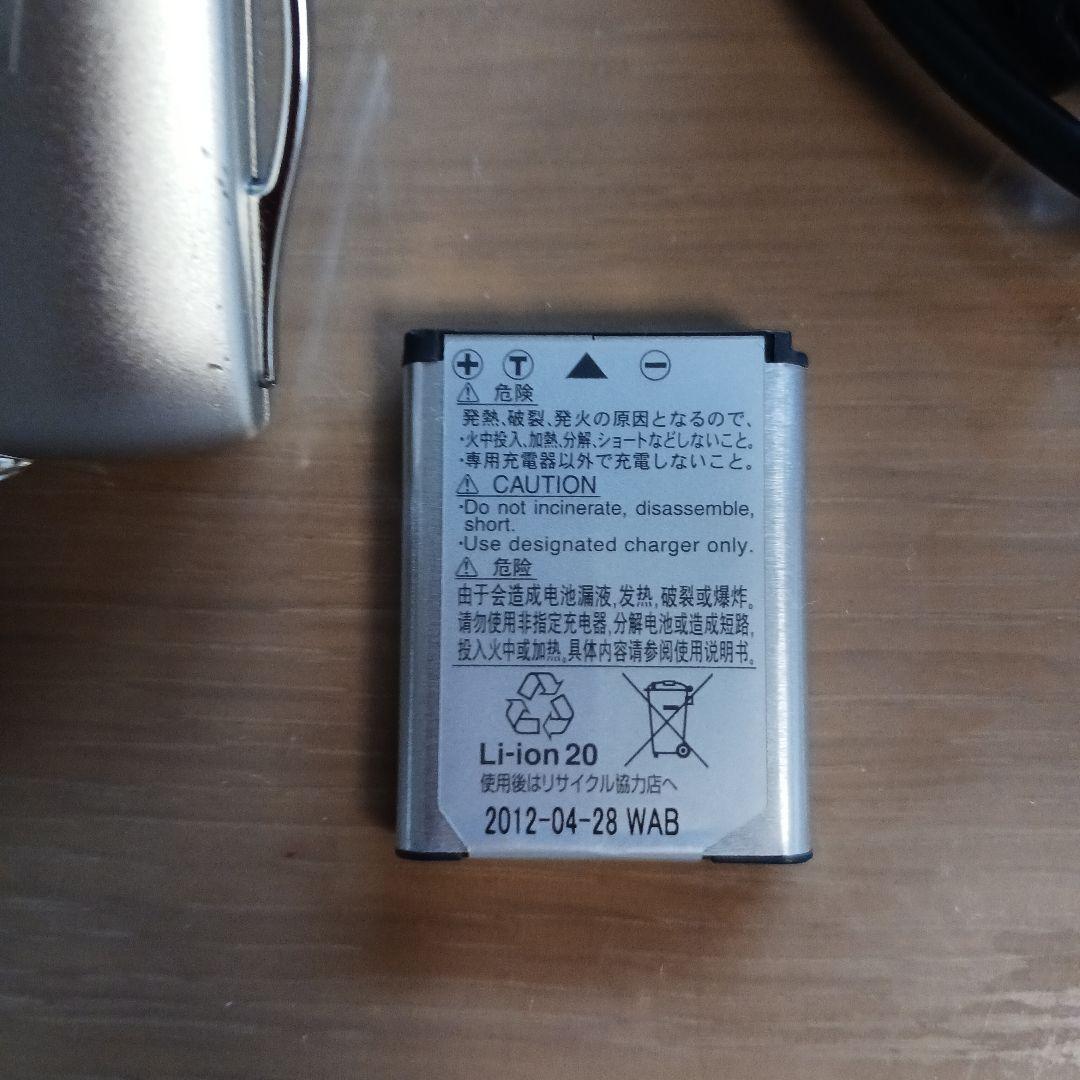 + T ▲ −
⚠ 危険
発熱、破裂、発火の原因となるので、
・火中投入、加熱、分解、ショートなどしないこと。
・専用充電器以外で充電しないこと。
⚠ CAUTION
・Do not incinerate, disassemble,
short.
・Use designated charger only.
⚠ 危险
由于会造成电池漏液,发热,破裂或爆炸。
请勿使用非指定充电器,分解电池或造成短路,
投入火中或加热。具体内容请参阅使用说明书。
Li-ion 20
使用後はリサイクル協力店へ
2012-04-28 WAB